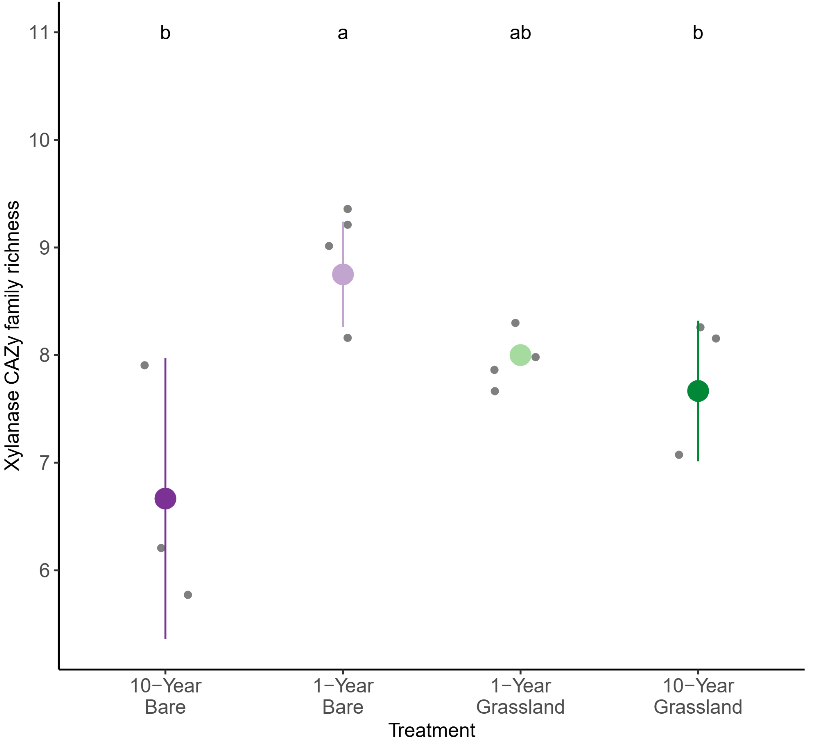 Xylanase CAZy family richness
11
10
9
8
7
6
b
a
ab
b
10−Year
Bare
1−Year
Bare
1−Year
Grassland
10−Year
Grassland
Treatment